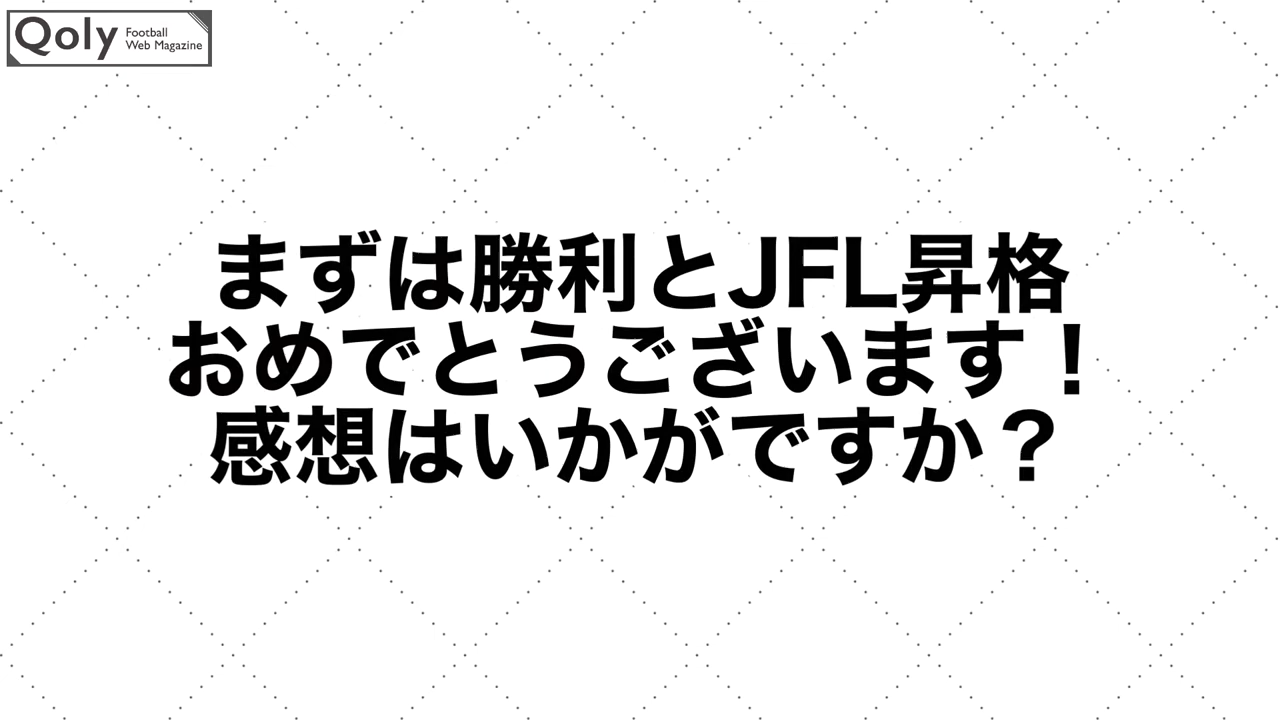 Qoly Football
Web Magazine
まずは勝利とJFL昇格
おめでとうございます！
感想はいかがですか？